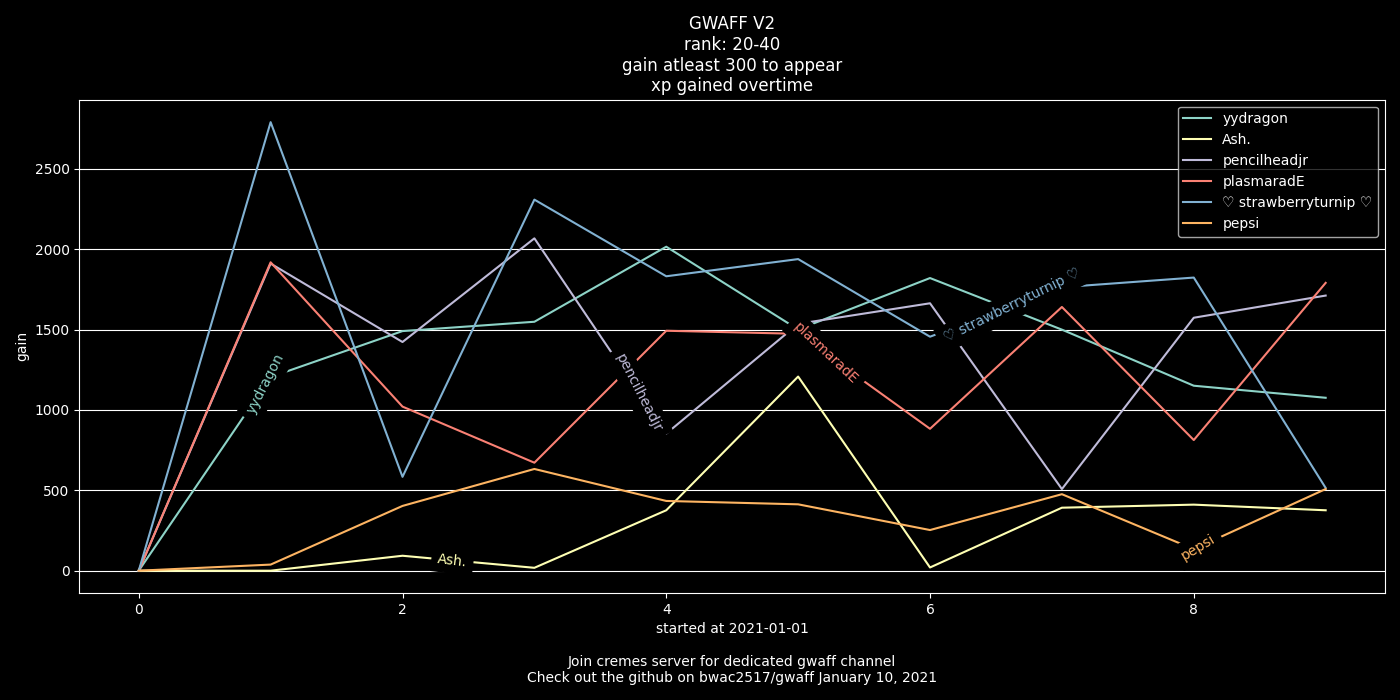 GWAFF V2
rank: 20-40
gain atleast 300 to appear
xp gained overtime
yydragon
Ash.
pencilheadjr
plasmaradE
♡ strawberryturnip ♡
pepsi
2500
2000
1500
1000
500
0
gain
yydragon
Ash.
pencilheadjr
plasmaradE
♡ strawberryturnip ♡
pepsi
0 2 4 6 8
started at 2021-01-01
Join cremes server for dedicated gwaff channel
Check out the github on bwac2517/gwaff January 10, 2021